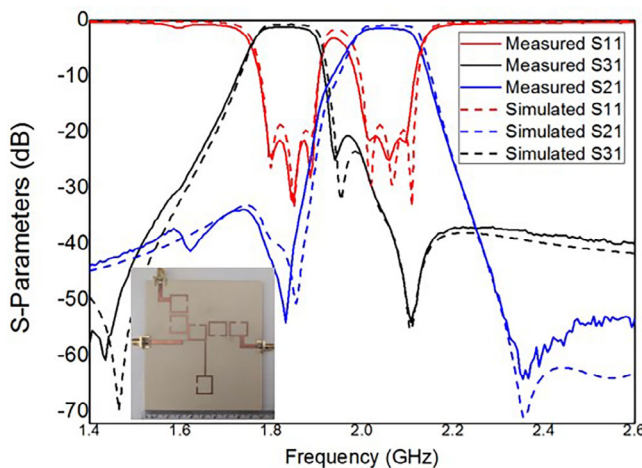 0
-10
-20
-30
-40
-50
-60
-70
S-Parameters (dB)
Measured S11
Measured S31
Measured S21
Simulated S11
Simulated S21
Simulated S31
1.4 1.6 1.8 2.0 2.2 2.4 2.6
Frequency (GHz)